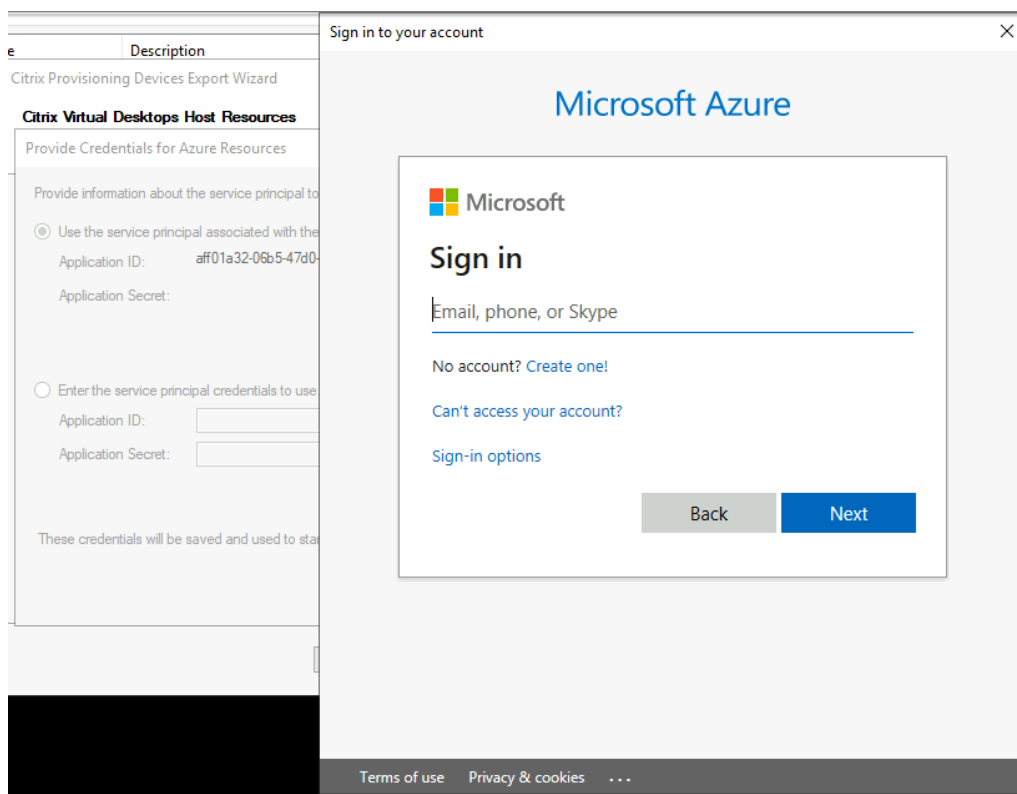 Sign in to your account
Description
Citrix Provisioning Devices Export Wizard
Citrix Virtual Desktops Host Resources
Provide Credentials for Azure Resources
Provide information about the service principal to
Use the service principal associated with the
Application ID: aff01a32-06b5-47d0-
Application Secret:
Enter the service principal credentials to use
Application ID:
Application Secret:
These credentials will be saved and used to star
Microsoft Azure
Microsoft
Sign in
Email, phone, or Skype
No account? Create one!
Can't access your account?
Sign-in options
Back Next
Terms of use Privacy & cookies ...